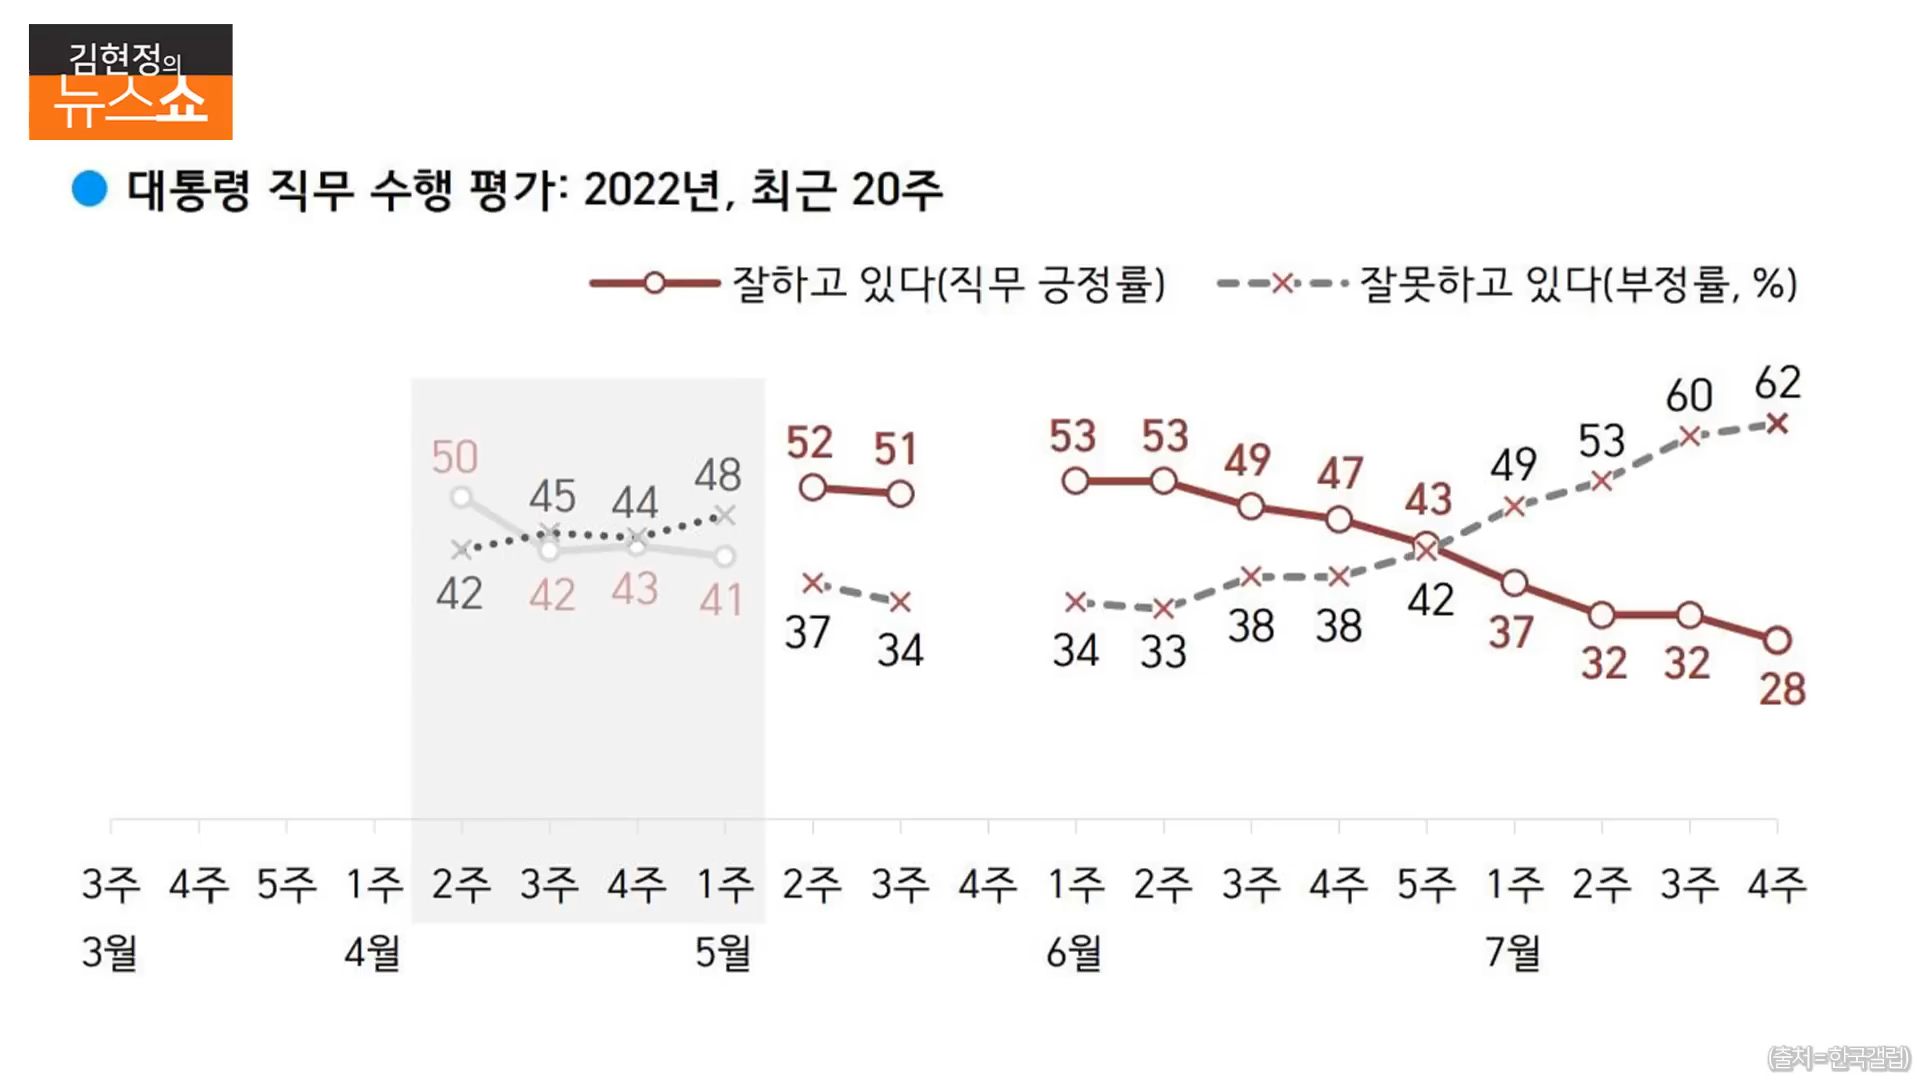 김현정의
뉴스쇼
대통령 직무 수행 평가: 2022년, 최근 20주
잘하고 있다(직무 긍정률) 잘못하고 있다(부정률, %)
50 45 44 48 52 51 53 53 49 47 43 49 53 60 62
42 42 43 41 37 34 34 33 38 38 42 37 32 32 28
3주 4주 5주 1주 2주 3주 4주 1주 2주 3주 4주 1주 2주 3주 4주 5주 1주 2주 3주 4주
3월 4월 5월 6월 7월
(출처=한국갤럽)